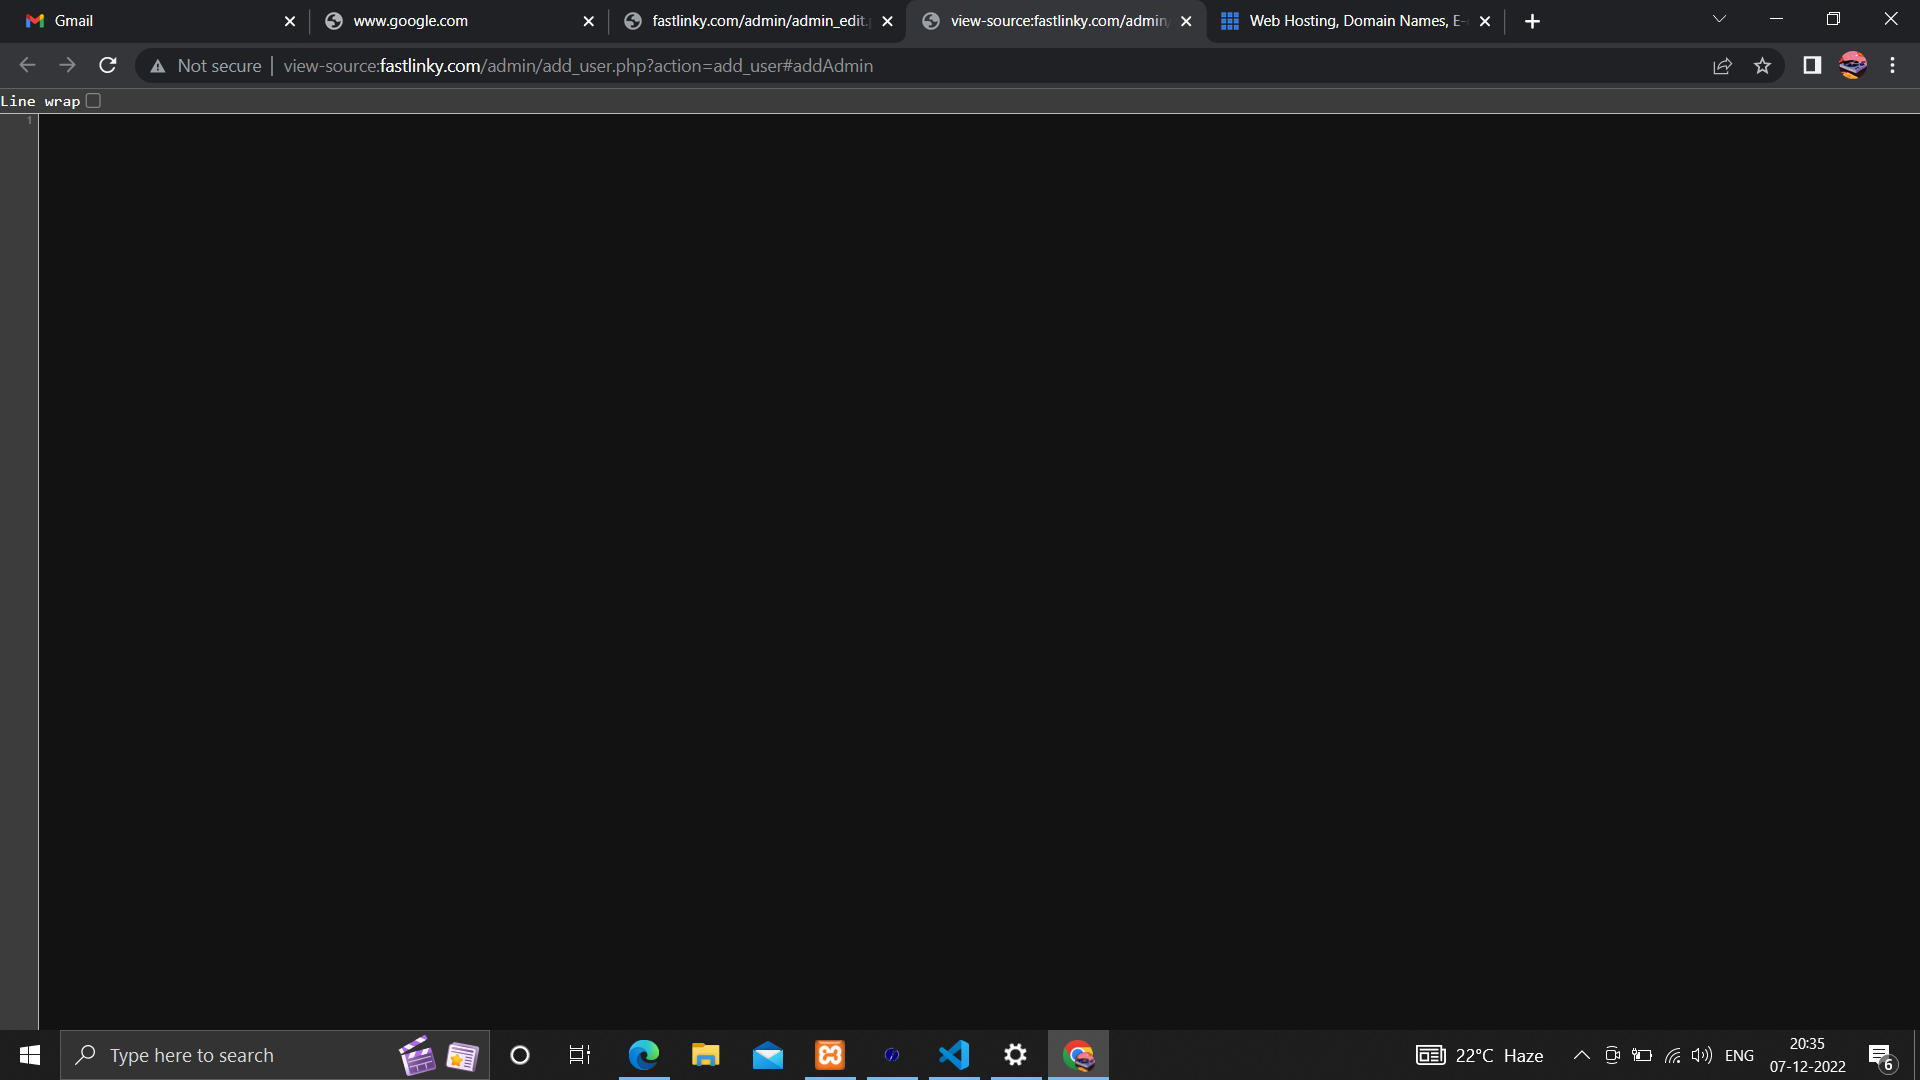 Gmail
www.google.com
fastlinky.com/admin/admin_edit.
view-source:fastlinky.com/admin/
Web Hosting, Domain Names, E-
Not secure
view-source:fastlinky.com/admin/add_user.php?action=add_user#addAdmin
Line wrap
1
Type here to search
22°C Haze
ENG
20:35
07-12-2022
6